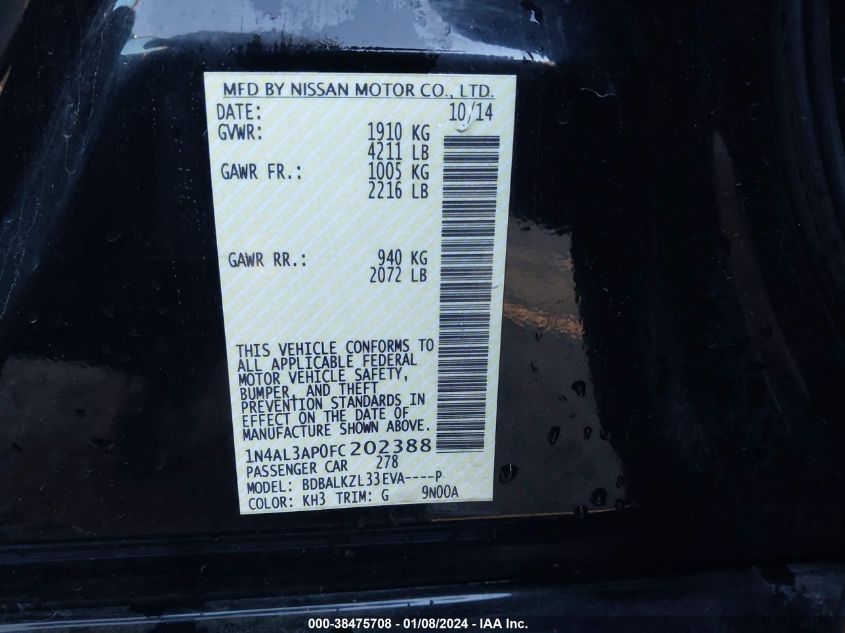 MFD BY NISSAN MOTOR CO., LTD.
DATE: 10/14
GVWR: 1910 KG
4211 LB
GAWR FR.: 1005 KG
2216 LB
GAWR RR.: 940 KG
2072 LB
THIS VEHICLE CONFORMS TO
ALL APPLICABLE FEDERAL
MOTOR VEHICLE SAFETY,
BUMPER, AND THEFT
PREVENTION STANDARDS IN
EFFECT ON THE DATE OF
MANUFACTURE SHOWN ABOVE.
1N4AL3AP0FC202388
PASSENGER CAR 278
MODEL: BDBALKZL33EVA----P
COLOR: KH3 TRIM: G 9N00A
000-38475708 - 01/08/2024 - IAA Inc.